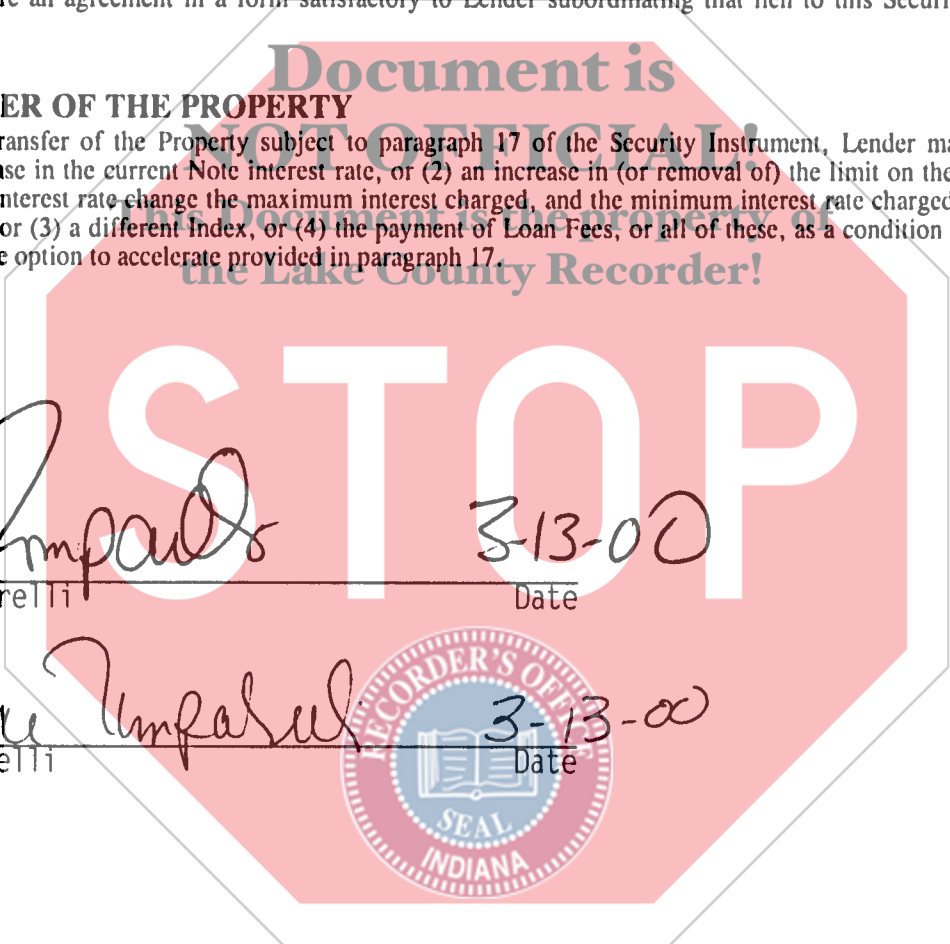 e an agreement in a form satisfactory to Lender subordinating that lien to this Securi
Document is
ER OF THE PROPERTY
NOT OFFICIAL!
ransfer of the Property subject to paragraph 17 of the Security Instrument, Lender ma
se in the current Note interest rate, or (2) an increase in (or removal of) the limit on the
nterest rate change the maximum interest charged, and the minimum interest rate charged
This Document is the property of
or (3) a different Index, or (4) the payment of Loan Fees, or all of these, as a condition
e option to accelerate provided in paragraph 17.
the Lake County Recorder!
STOP
3-13-00
relli Date
3-13-00
elli Date
RECORDER'S OFFICE
SEAL
INDIANA